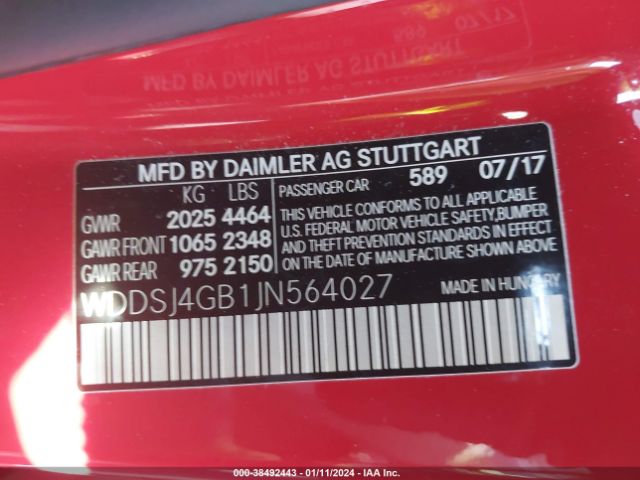 MFD BY DAIMLER AG STUTTGART
KG LBS
GVWR 2025 4464
GAWR FRONT 1065 2348
GAWR REAR 975 2150
PASSENGER CAR 589 07/17
THIS VEHICLE CONFORMS TO ALL APPLICABLE
U.S. FEDERAL MOTOR VEHICLE SAFETY, BUMPER
AND THEFT PREVENTION STANDARDS IN EFFECT
ON DATE OF MANUFACTURE SHOWN ABOVE
WDDSJ4GB1JN564027
MADE IN HUNGARY
000-38492443 - 01/11/2024 - IAA Inc.